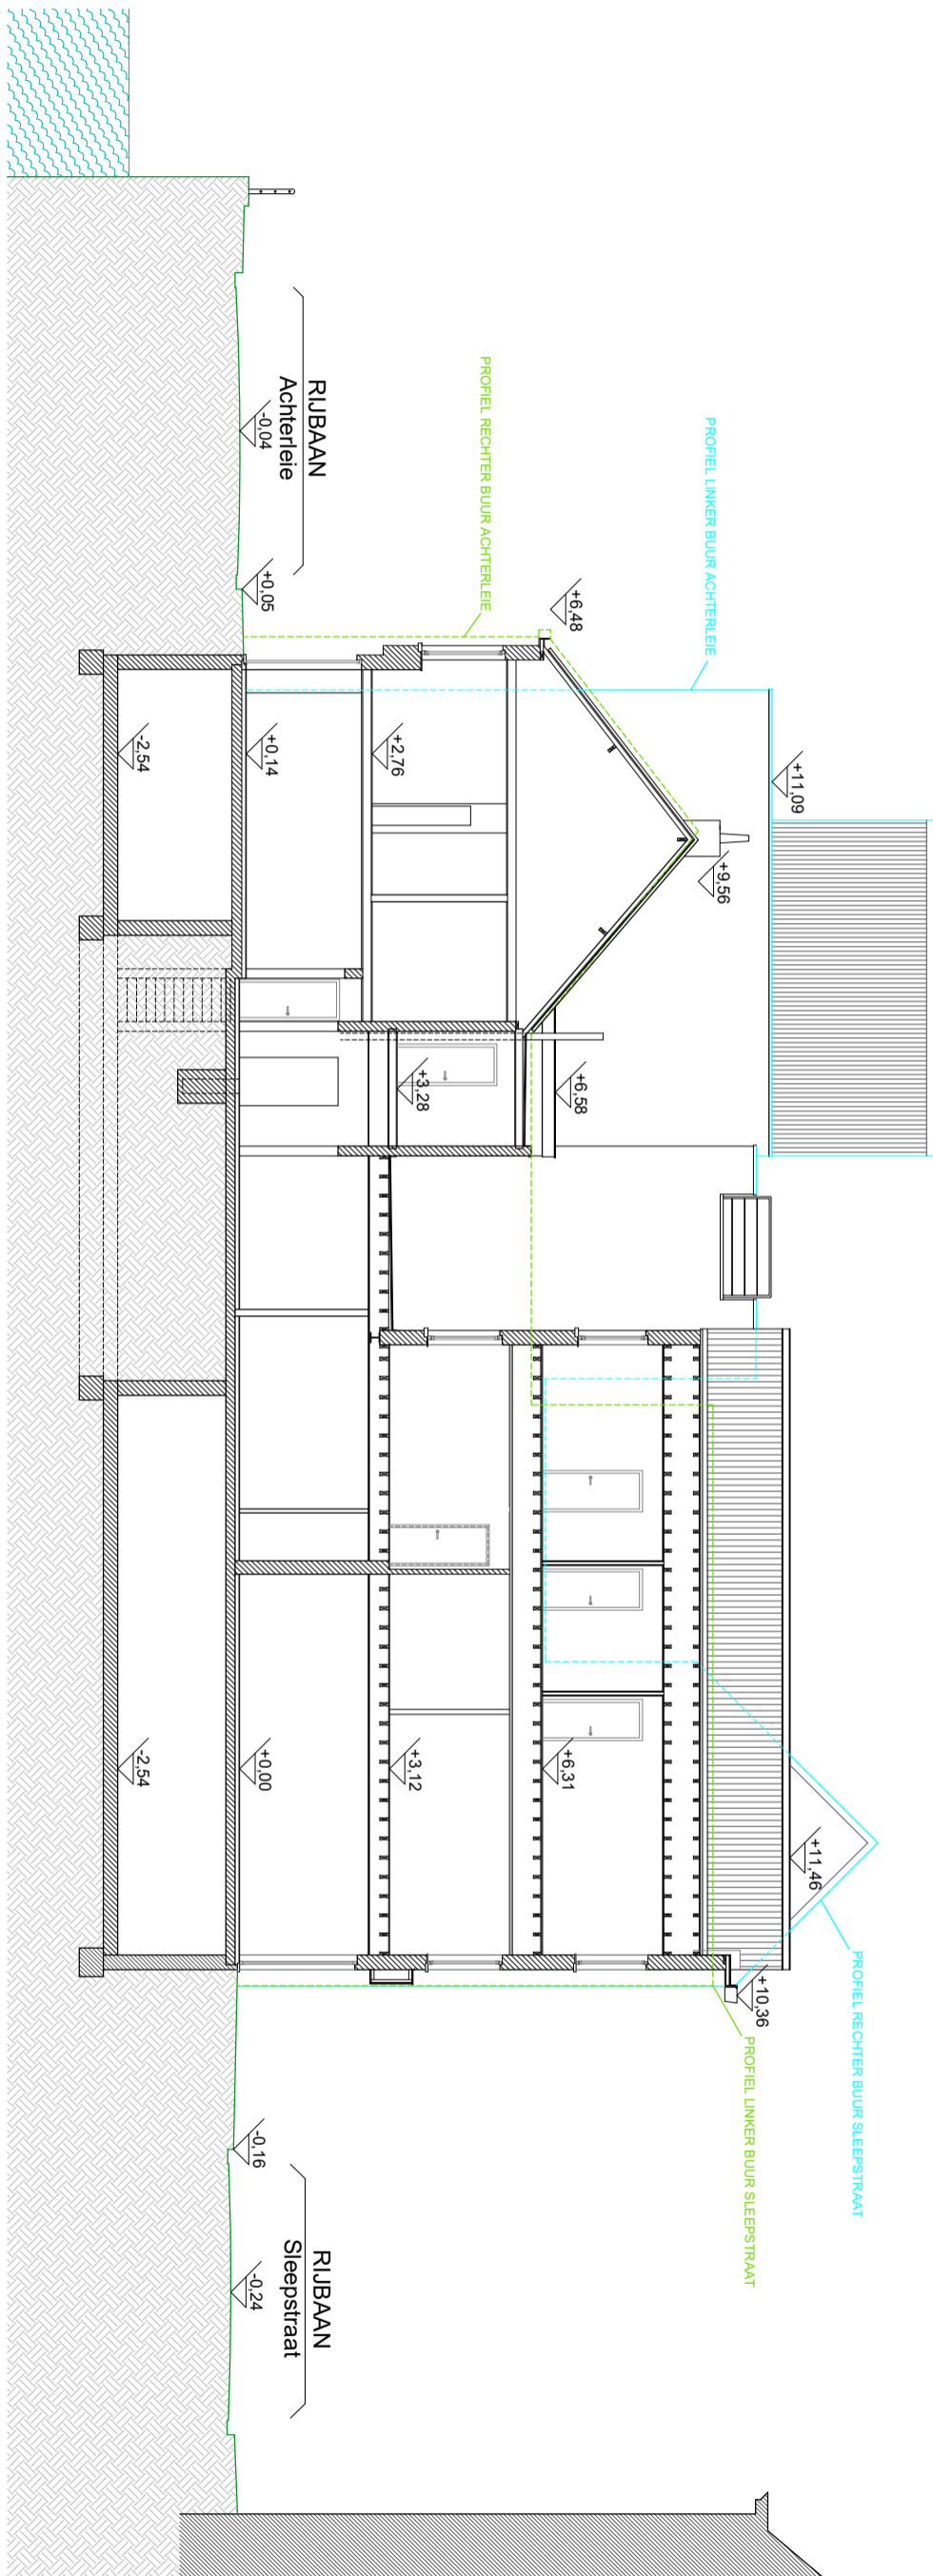 RIJBAAN
Achterleie
-0,04
+0,05
PROFIEL RECHTER BUUR ACHTERLEIE
PROFIEL LINKER BUUR ACHTERLEIE
+6,48
-2,54
+0,14
+2,76
+11,09
+9,56
+3,28
+6,58
-2,54
+0,00
+3,12
+6,31
+11,46
+10,36
PROFIEL RECHTER BUUR SLEEPSTRAAT
PROFIEL LINKER BUUR SLEEPSTRAAT
-0,16
RIJBAAN
Sleepstraat
-0,24